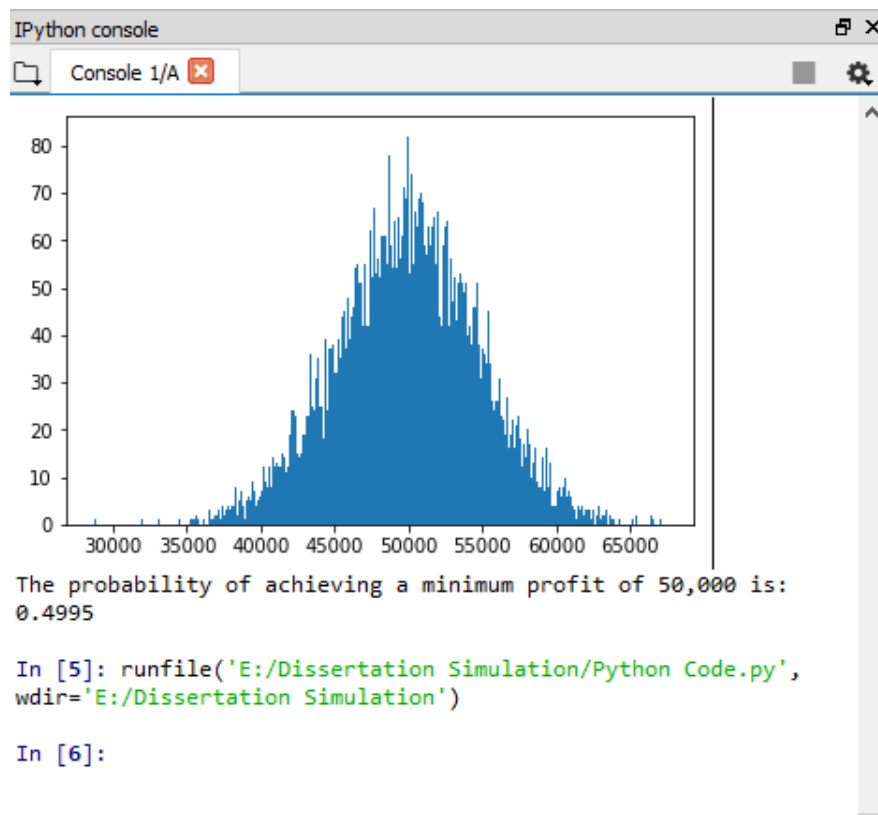 IPython console
Console 1/A
80
70
60
50
40
30
20
10
0
30000 35000 40000 45000 50000 55000 60000 65000
The probability of achieving a minimum profit of 50,000 is:
0.4995
In [5]: runfile('E:/Dissertation Simulation/Python Code.py',
wdir='E:/Dissertation Simulation')
In [6]: